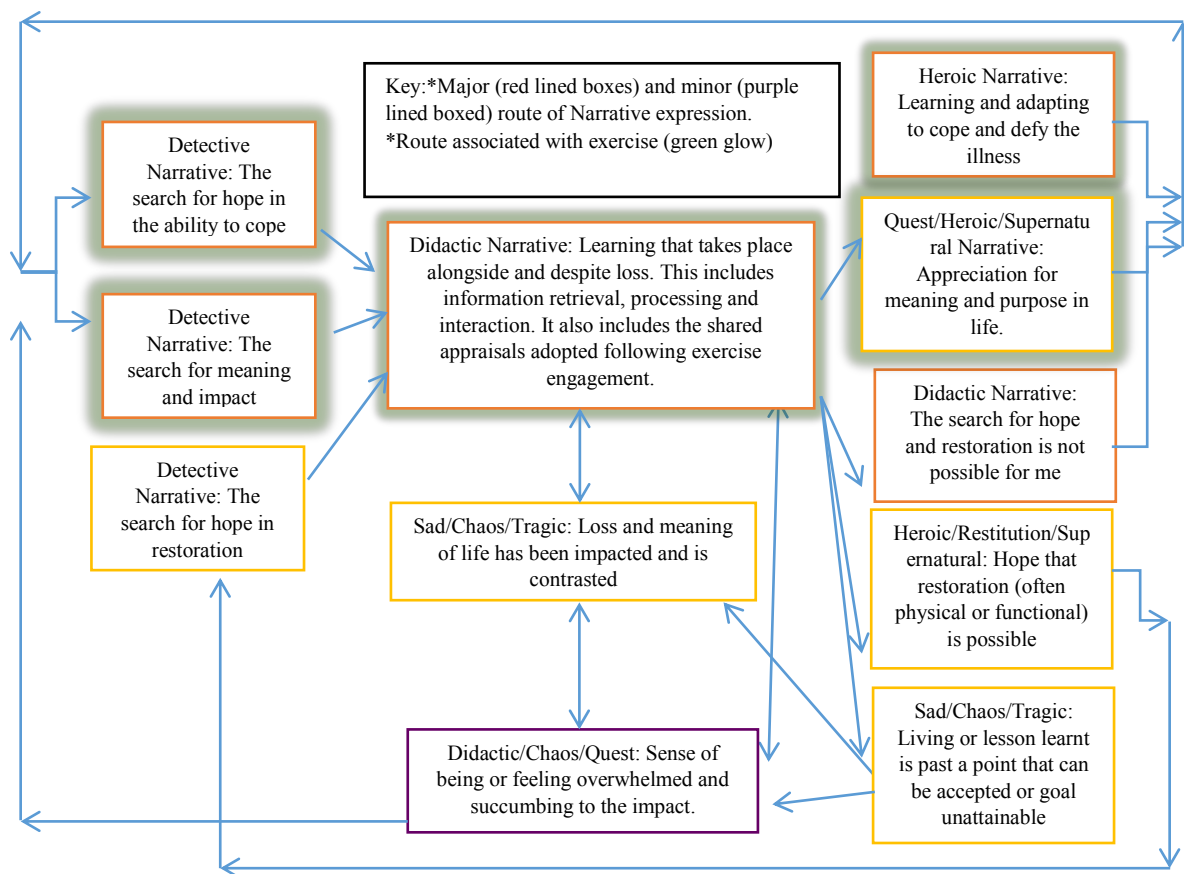 Key:*Major (red lined boxes) and minor (purple
lined boxed) route of Narrative expression.
*Route associated with exercise (green glow)
Detective
Narrative: The
search for hope in
the ability to cope
Detective
Narrative: The
search for meaning
and impact
Detective
Narrative: The
search for hope in
restoration
Didactic Narrative: Learning that takes place
alongside and despite loss. This includes
information retrieval, processing and
interaction. It also includes the shared
appraisals adopted following exercise
engagement.
Sad/Chaos/Tragic: Loss and meaning
of life has been impacted and is
contrasted
Didactic/Chaos/Quest: Sense of
being or feeling overwhelmed and
succumbing to the impact.
Heroic Narrative:
Learning and adapting
to cope and defy the
illness
Quest/Heroic/Supernatu
ral Narrative:
Appreciation for
meaning and purpose in
life.
Didactic Narrative:
The search for hope
and restoration is not
possible for me
Heroic/Restitution/Sup
ernatural: Hope that
restoration (often
physical or functional)
is possible
Sad/Chaos/Tragic:
Living or lesson learnt
is past a point that can
be accepted or goal
unattainable